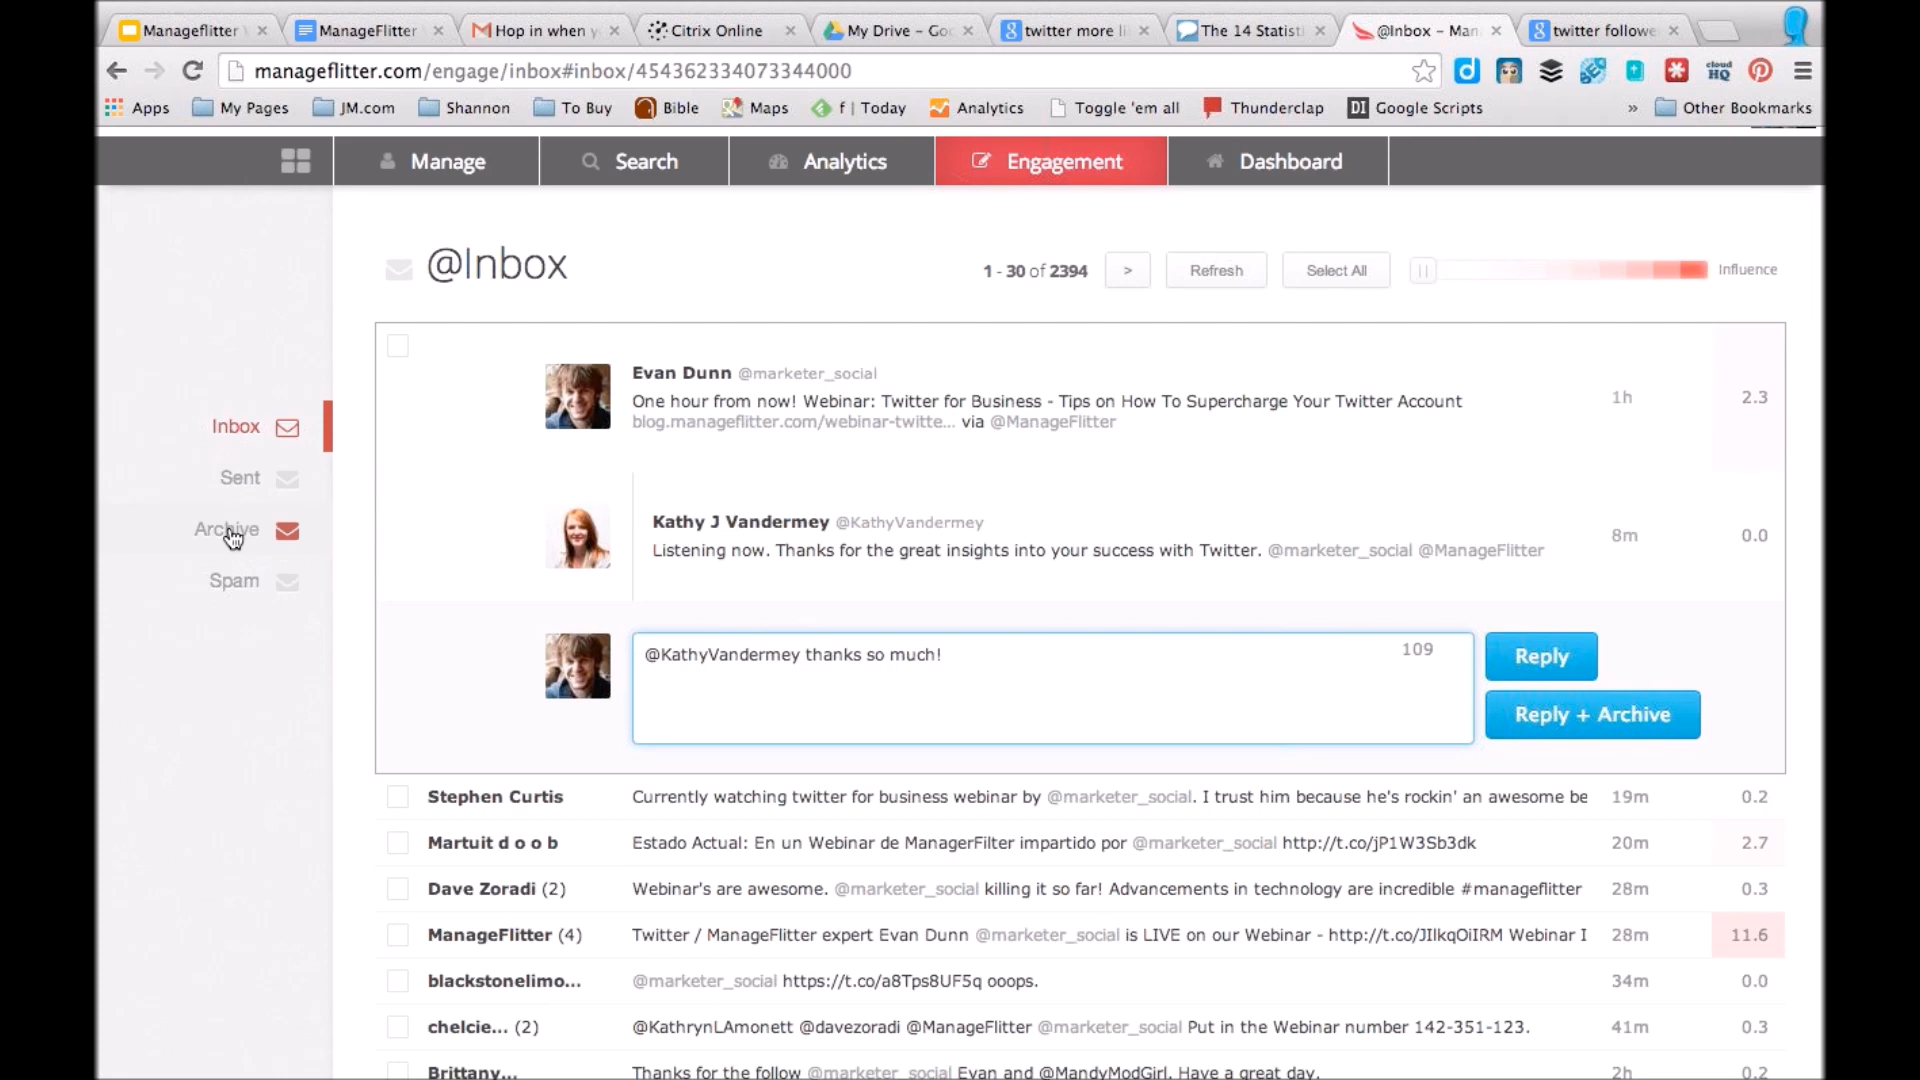 Manageflitter
ManageFlitter
Hop in when y
Citrix Online
My Drive – Goo
twitter more li
The 14 Statisti
@Inbox – Man
twitter followe
manageflitter.com/engage/inbox#inbox/454362334073344000
cloud HQ
Apps
My Pages
JM.com
Shannon
To Buy
Bible
Maps
f | Today
Analytics
Toggle 'em all
Thunderclap
DI Google Scripts
» Other Bookmarks
Manage
Search
Analytics
Engagement
Dashboard
@Inbox
1 - 30 of 2394
>
Refresh
Select All
Influence
Inbox
Sent
Archive
Spam
Evan Dunn @marketer_social
One hour from now! Webinar: Twitter for Business - Tips on How To Supercharge Your Twitter Account
blog.manageflitter.com/webinar-twitte... via @ManageFlitter
1h
2.3
Kathy J Vandermey @KathyVandermey
Listening now. Thanks for the great insights into your success with Twitter. @marketer_social @ManageFlitter
8m
0.0
@KathyVandermey thanks so much!
109
Reply
Reply + Archive
Stephen Curtis Currently watching twitter for business webinar by @marketer_social. I trust him because he's rockin' an awesome be 19m 0.2
Martuit d o o b Estado Actual: En un Webinar de ManagerFilter impartido por @marketer_social http://t.co/jP1W3Sb3dk 20m 2.7
Dave Zoradi (2) Webinar's are awesome. @marketer_social killing it so far! Advancements in technology are incredible #manageflitter 28m 0.3
ManageFlitter (4) Twitter / ManageFlitter expert Evan Dunn @marketer_social is LIVE on our Webinar - http://t.co/JIlkqOiIRM Webinar I 28m 11.6
blackstonelimo... @marketer_social https://t.co/a8Tps8UF5q ooops. 34m 0.0
chelcie... (2) @KathrynLAmonett @davezoradi @ManageFlitter @marketer_social Put in the Webinar number 142-351-123. 41m 0.3
Brittany... Thanks for the follow @marketer_social Evan and @MandyModGirl. Have a great day. 2h 0.2